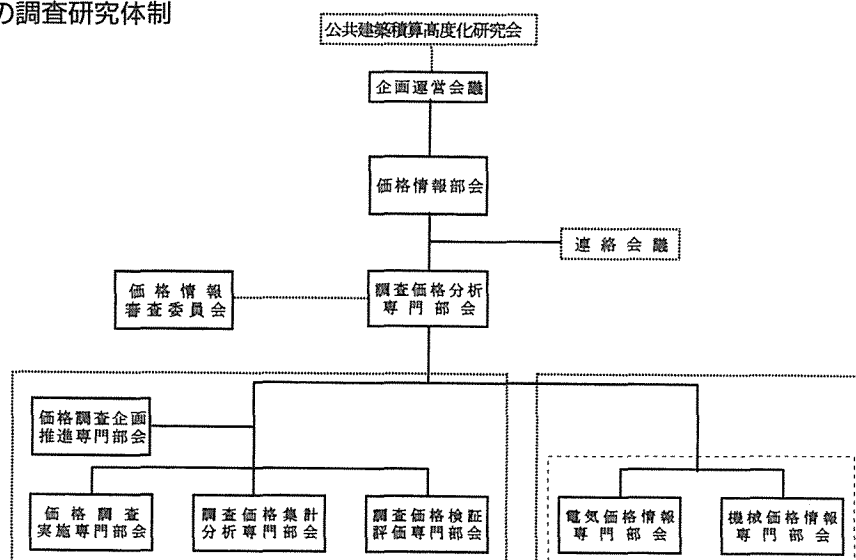 の調査研究体制
公共建築積算高度化研究会
企画運営会議
価格情報部会
連絡会議
価格情報
審査委員会
調査価格分析
専門部会
価格調査企画
推進専門部会
価格調査
実施専門部会
調査価格集計
分析専門部会
調査価格検証
評価専門部会
電気価格情報
専門部会
機械価格情報
専門部会